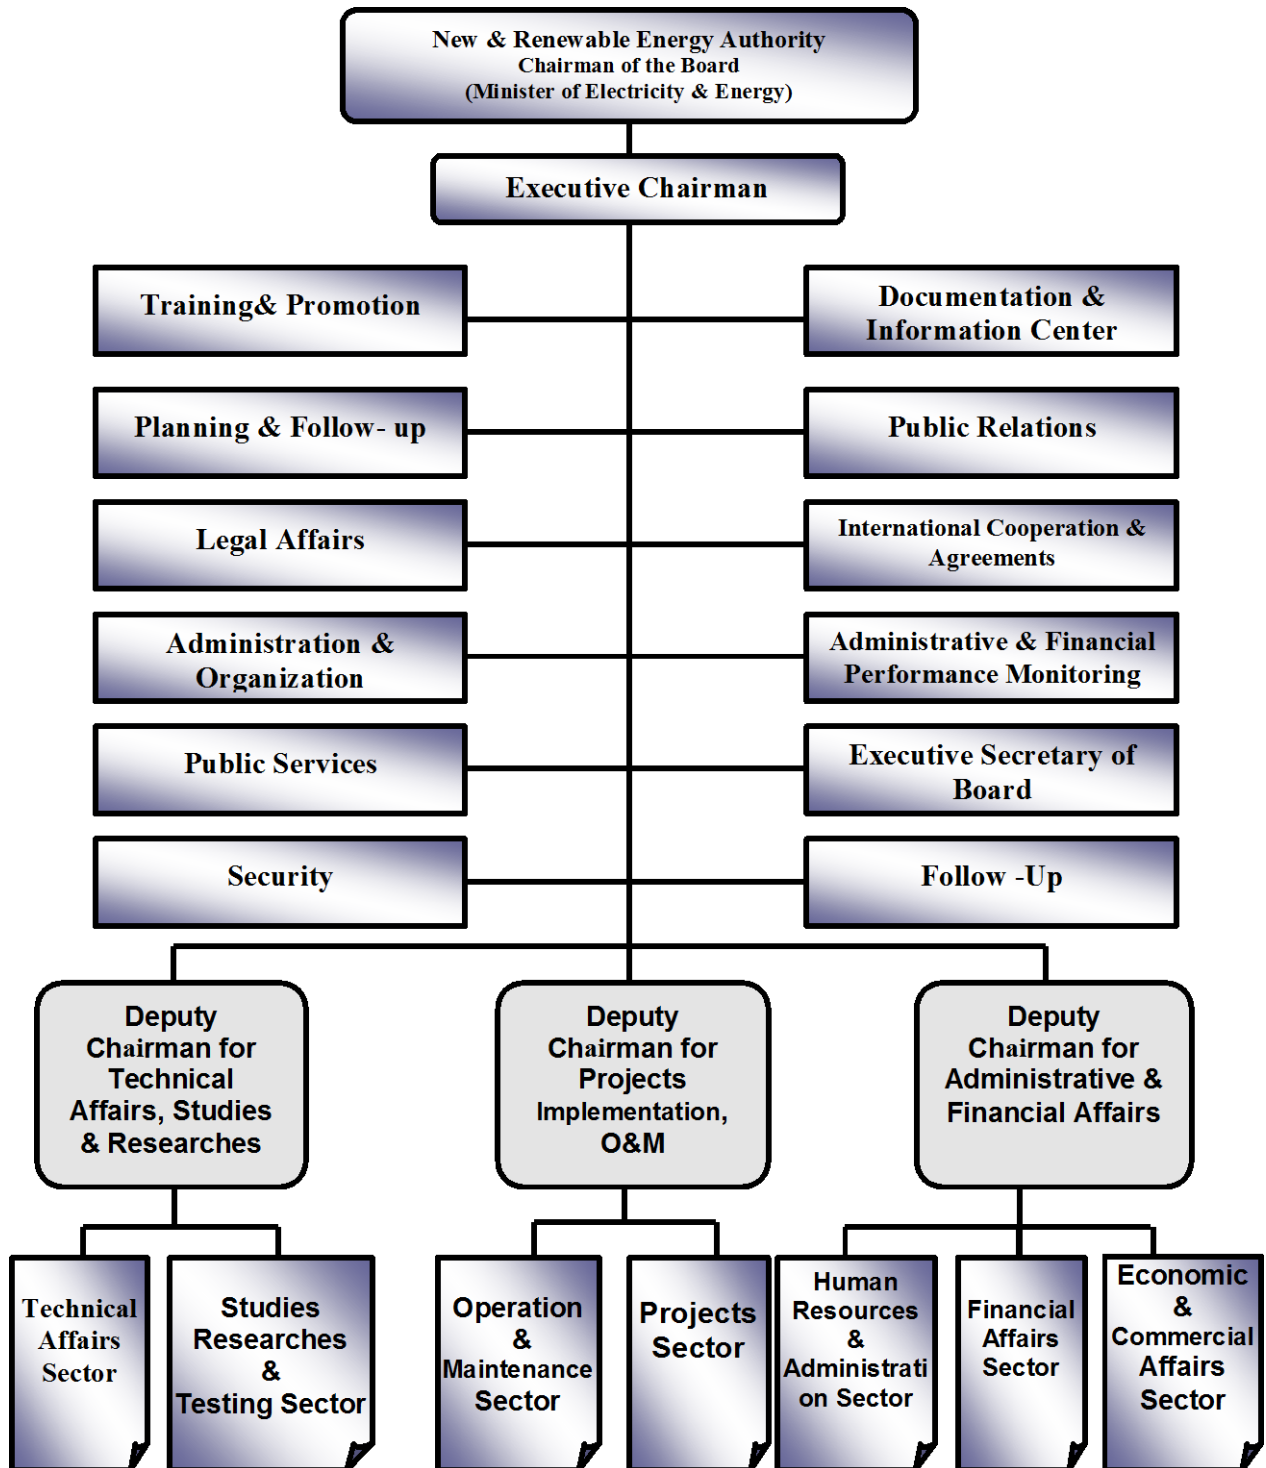 New & Renewable Energy Authority
Chairman of the Board
(Minister of Electricity & Energy)
Executive Chairman
Training& Promotion
Documentation &
Information Center
Planning & Follow- up
Public Relations
Legal Affairs
International Cooperation &
Agreements
Administration &
Organization
Administrative & Financial
Performance Monitoring
Public Services
Executive Secretary of
Board
Security
Follow -Up
Deputy
Chairman for
Technical
Affairs, Studies
& Researches
Deputy
Chairman for
Projects
Implementation,
O&M
Deputy
Chairman for
Administrative &
Financial Affairs
Technical
Affairs
Sector
Studies
Researches
&
Testing Sector
Operation
&
Maintenance
Sector
Projects
Sector
Human
Resources
&
Administrati
on Sector
Financial
Affairs
Sector
Economic
&
Commercial
Affairs
Sector